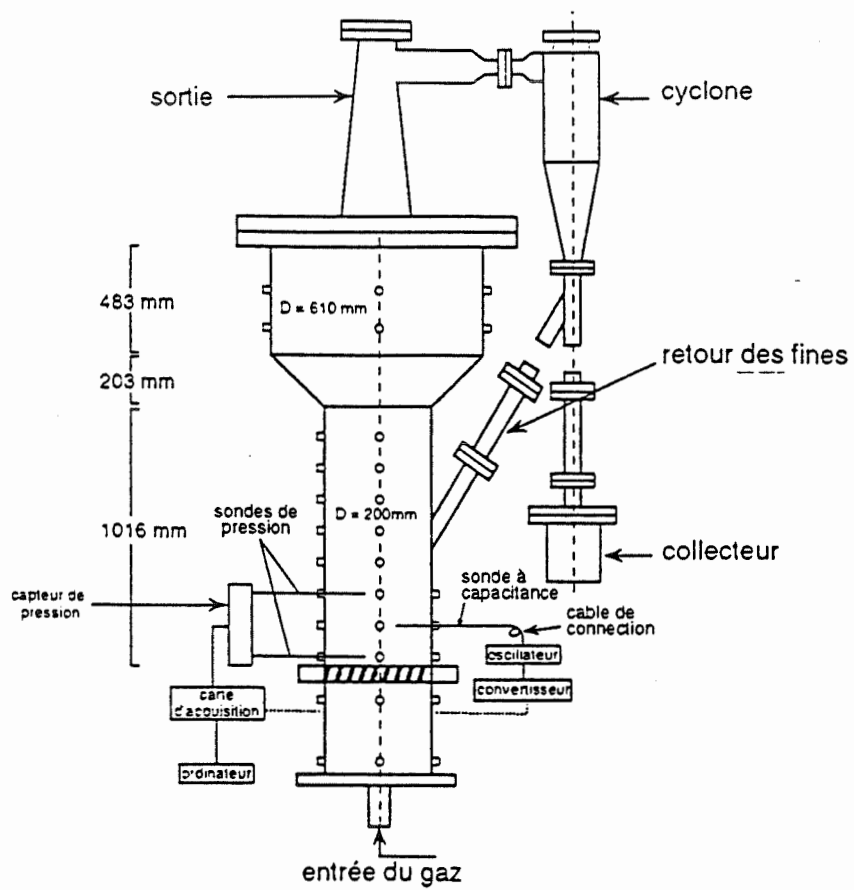 sortie
cyclone
483 mm
D = 610 mm
retour des fines
203 mm
1016 mm
sondes de
pression
D = 200mm
collecteur
capteur de
pression
sonde à
capacitance
cable de
connection
oscillateur
convertisseur
carte
d'acquisition
ordinateur
entrée du gaz